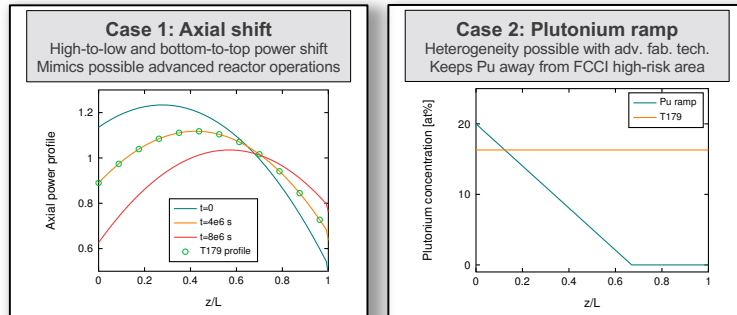 Case 1: Axial shift
High-to-low and bottom-to-top power shift
Mimics possible advanced reactor operations
Axial power profile
1.2
1
0.8
0.6
t=0
t=4e6 s
t=8e6 s
T179 profile
0
0.2
0.4
0.6
0.8
1
z/L
Case 2: Plutonium ramp
Heterogeneity possible with adv. fab. tech.
Keeps Pu away from FCCI high-risk area
Plutonium concentration [at%]
20
10
0
Pu ramp
T179
0
0.2
0.4
0.6
0.8
1
z/L